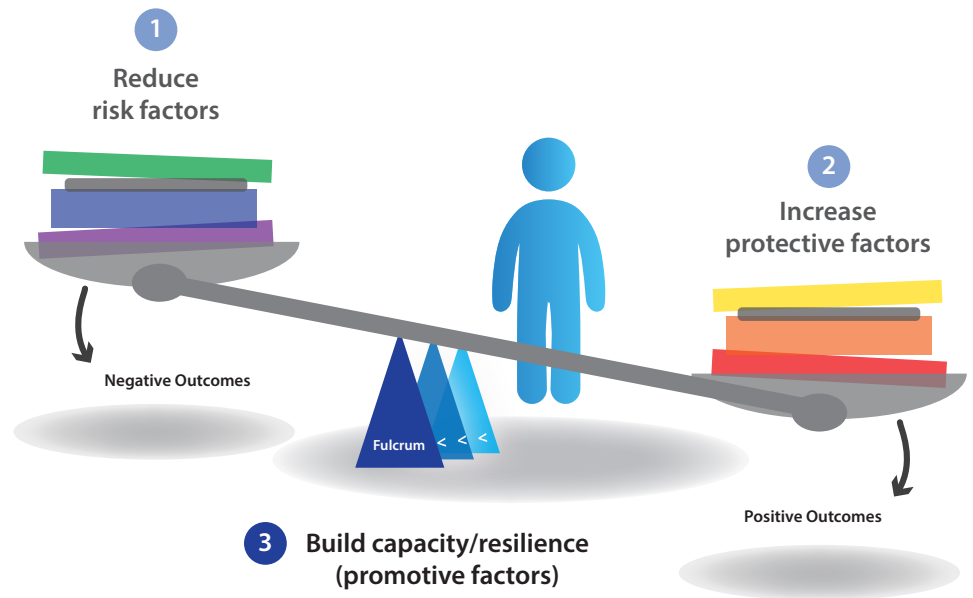 1
Reduce
risk factors
2
Increase
protective factors
Negative Outcomes
Fulcrum
< < <
Positive Outcomes
3
Build capacity/resilience
(promotive factors)